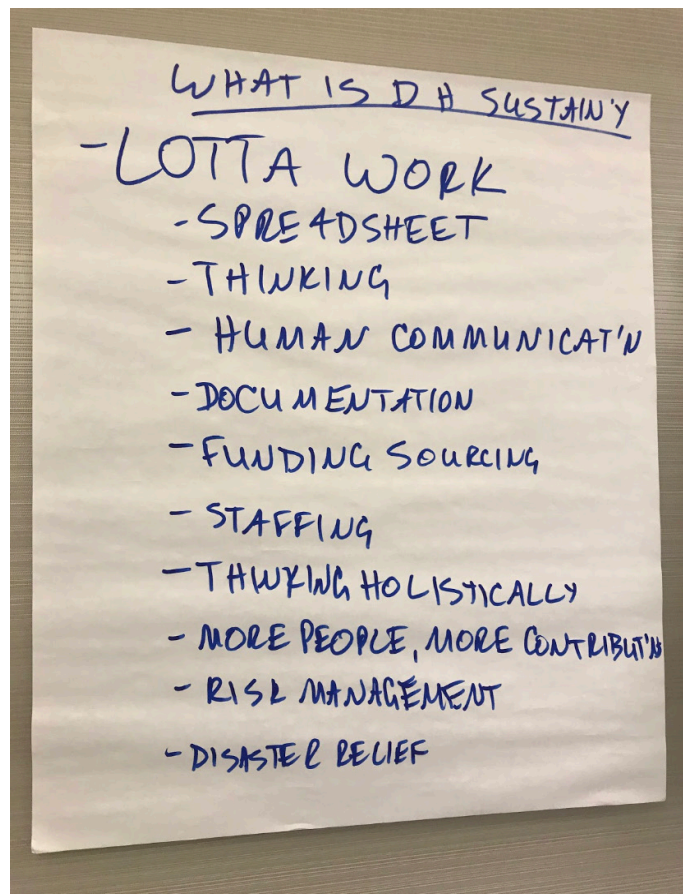 WHAT IS DH SUSTAIN'Y
- LOTTA WORK
- SPREADSHEET
- THINKING
- HUMAN COMMUNICAT'N
- DOCUMENTATION
- FUNDING SOURCING
- STAFFING
- THINKING HOLISTICALLY
- MORE PEOPLE, MORE CONTRIBUT'NS
- RISK MANAGEMENT
- DISASTER RELIEF